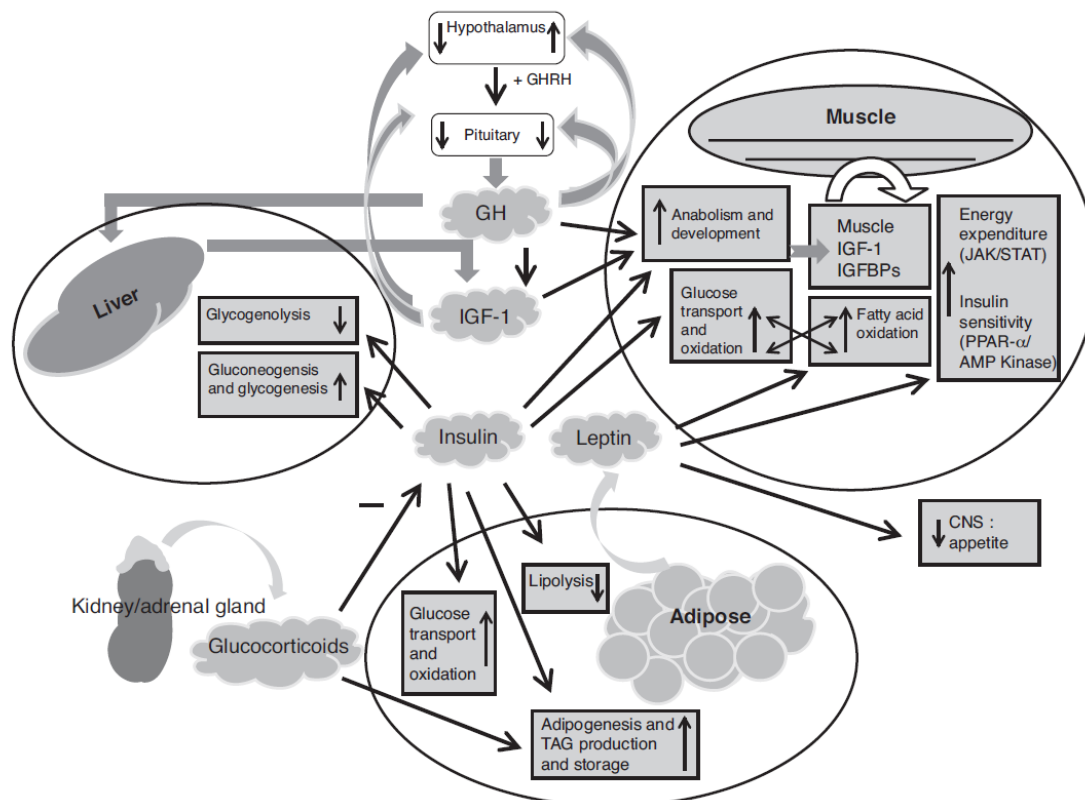 Hypothalamus
+ GHRH
Pituitary
GH
IGF-1
Liver
Glycogenolysis
Gluconeogensis
and glycogenesis
Muscle
Anabolism and
development
Muscle
IGF-1
IGFBPs
Energy
expenditure
(JAK/STAT)
Insulin
sensitivity
(PPAR-α/
AMP Kinase)
Glucose
transport
and
oxidation
Fatty acid
oxidation
Insulin
Leptin
–
CNS :
appetite
Kidney/adrenal gland
Glucocorticoids
Lipolysis
Adipose
Glucose
transport
and
oxidation
Adipogenesis and
TAG production
and storage